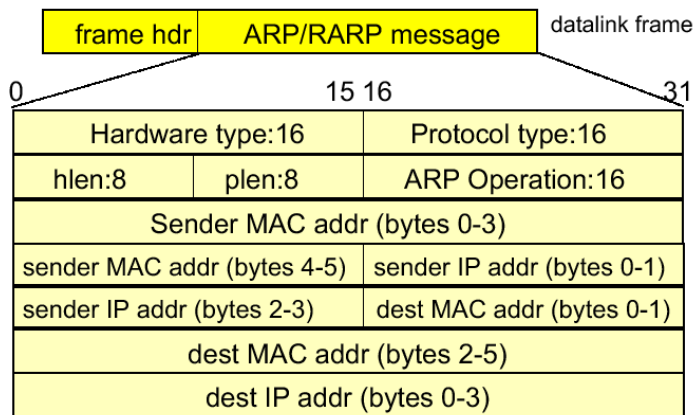 frame hdr ARP/RARP message datalink frame
0 15 16 31
Hardware type:16 Protocol type:16
hlen:8 plen:8 ARP Operation:16
Sender MAC addr (bytes 0-3)
sender MAC addr (bytes 4-5) sender IP addr (bytes 0-1)
sender IP addr (bytes 2-3) dest MAC addr (bytes 0-1)
dest MAC addr (bytes 2-5)
dest IP addr (bytes 0-3)